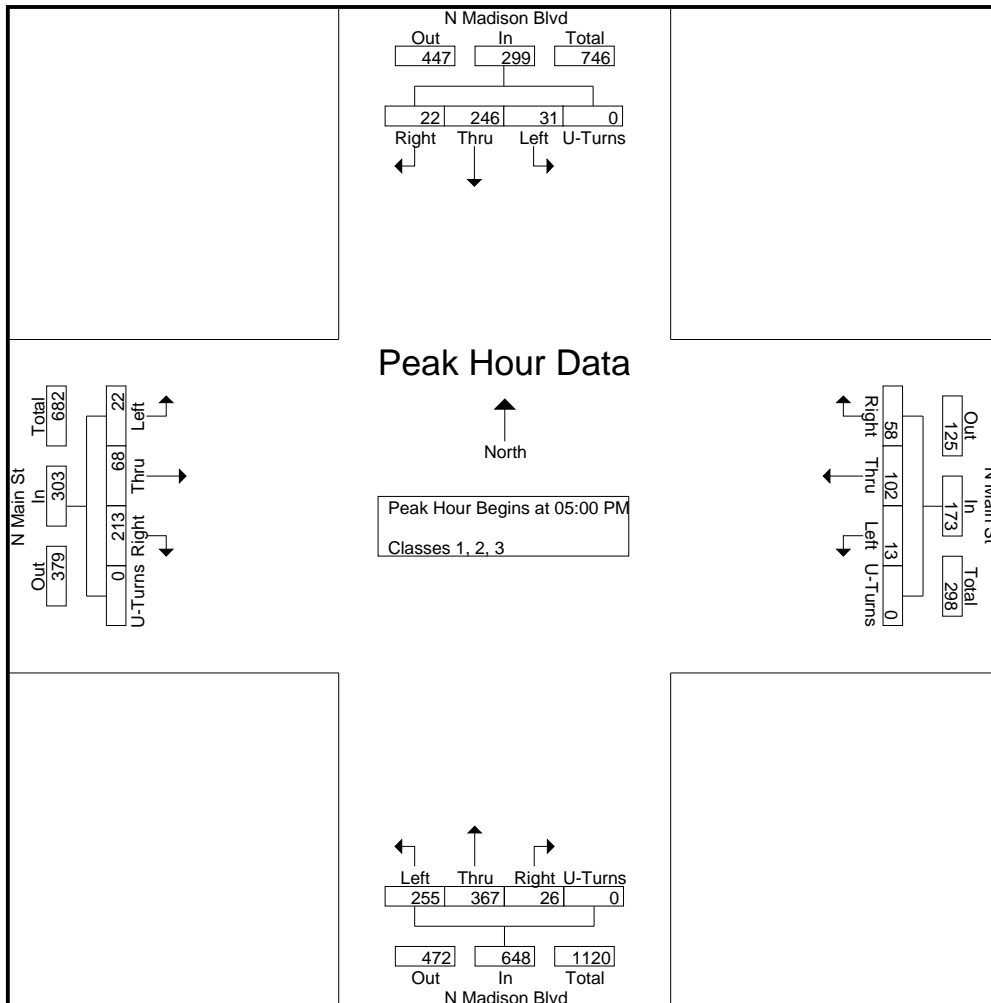 N Madison Blvd
Out In Total
447 299 746
22 246 31 0
Right Thru Left U-Turns
Peak Hour Data
North
Peak Hour Begins at 05:00 PM
Classes 1, 2, 3
N Main St
Total In Out
682 303 379
22 68 213 0
Left Thru Right U-Turns
N Main St
Out In Total
125 173 298
58 102 13 0
Right Thru Left U-Turns
Left Thru Right U-Turns
255 367 26 0
472 648 1120
Out In Total
N Madison Blvd